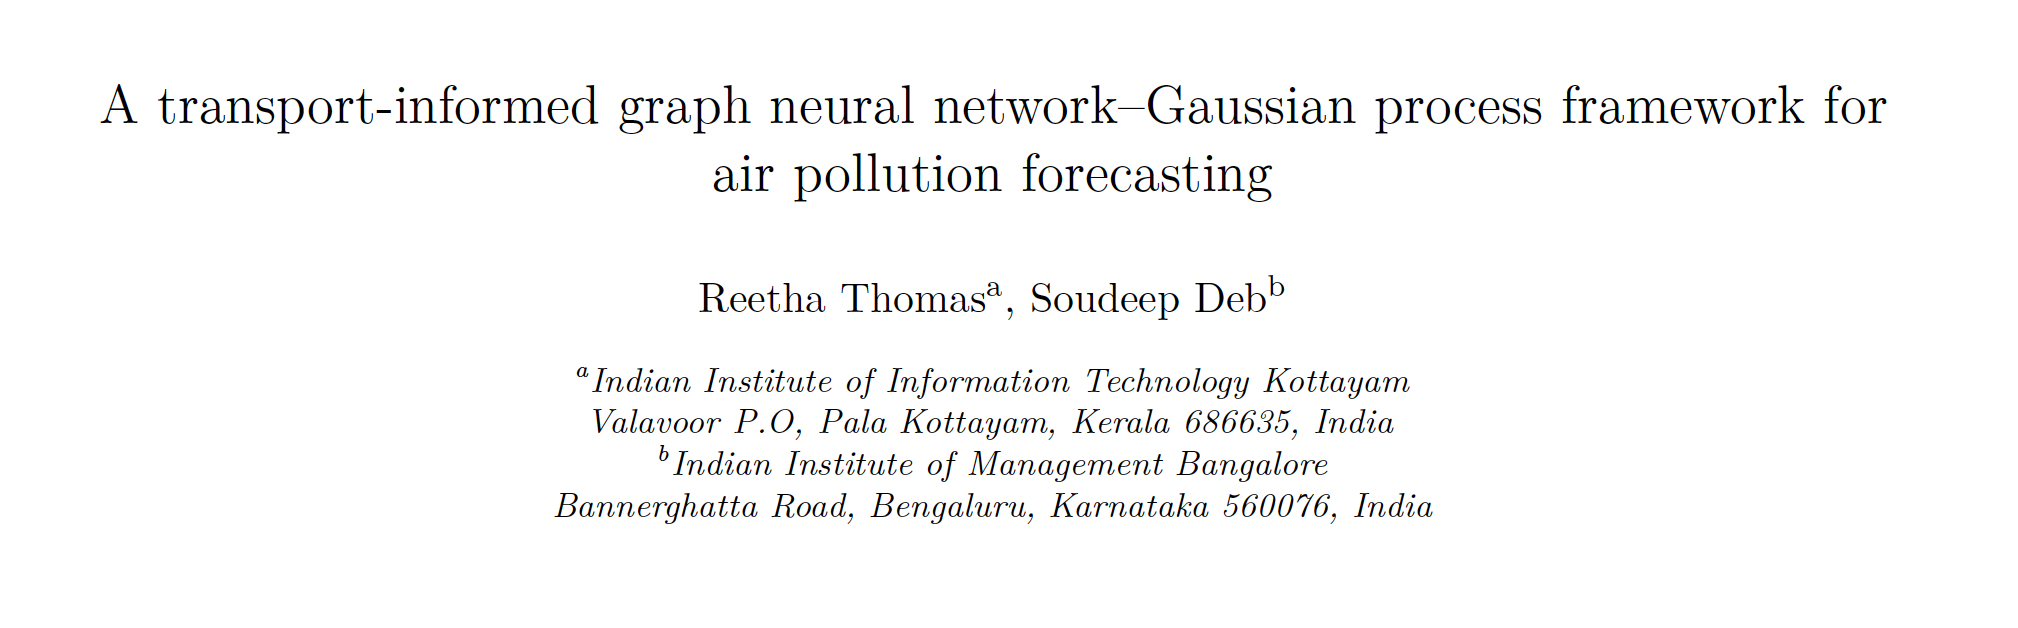 A transport-informed graph neural network–Gaussian process framework for
air pollution forecasting
Reetha Thomasᵃ, Soudeep Debᵇ
ᵃIndian Institute of Information Technology Kottayam
Valavoor P.O, Pala Kottayam, Kerala 686635, India
ᵇIndian Institute of Management Bangalore
Bannerghatta Road, Bengaluru, Karnataka 560076, India